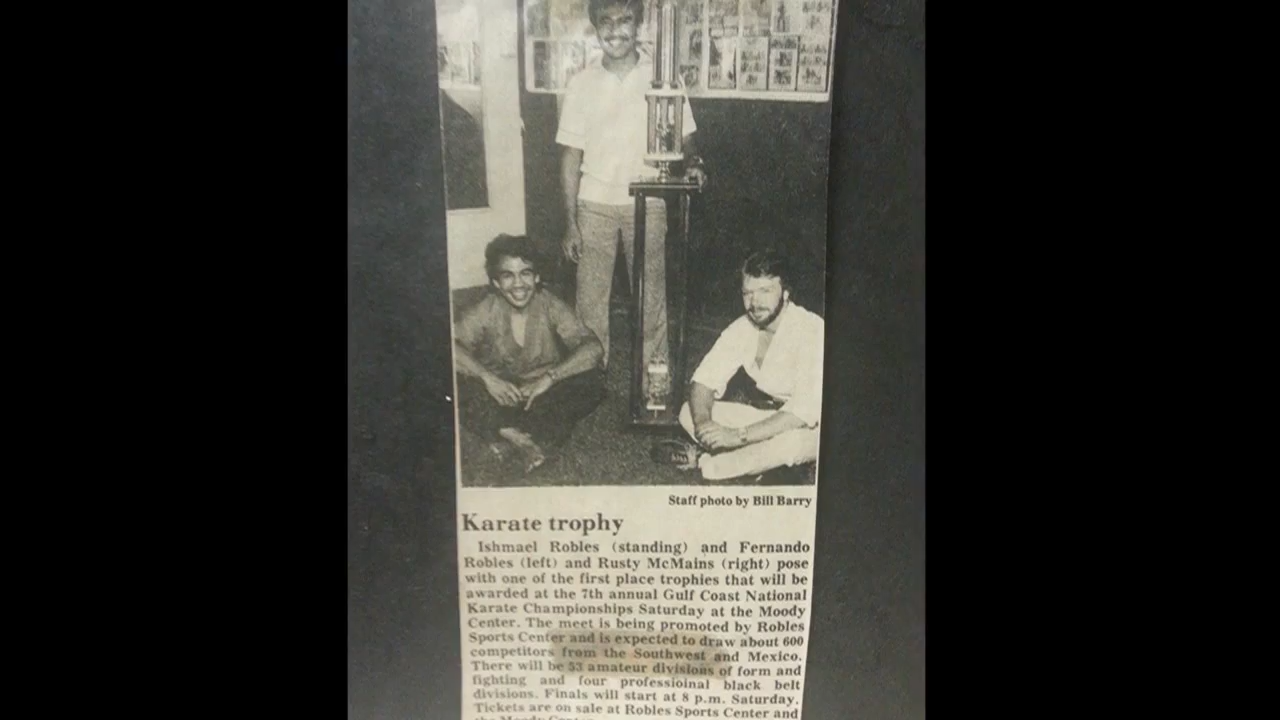 Staff photo by Bill Barry
Karate trophy
Ishmael Robles (standing) and Fernando
Robles (left) and Rusty McMains (right) pose
with one of the first place trophies that will be
awarded at the 7th annual Gulf Coast National
Karate Championships Saturday at the Moody
Center. The meet is being promoted by Robles
Sports Center and is expected to draw about 600
competitors from the Southwest and Mexico.
There will be 53 amateur divisions of form and
fighting and four professioinal black belt
divisions. Finals will start at 8 p.m. Saturday.
Tickets are on sale at Robles Sports Center and
the Moody Center